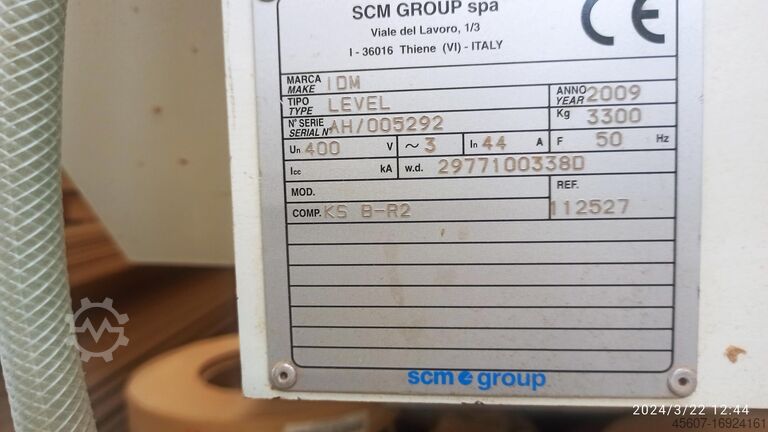 SCM GROUP spa
Viale del Lavoro, 1/3
I - 36016 Thiene (VI) - ITALY
CE
MARCA
MAKE IDM
TIPO
TYPE LEVEL
ANNO
YEAR 2009
N° SERIE
SERIAL N° AH/005292
Kg 3300
Un 400 V ~ 3 In 44 A F 50 Hz
Icc kA w.d. 2977100338D
MOD. REF.
COMP. KS 8-R2 112527
scm group
2024/3/22 12:44
45607-16924161